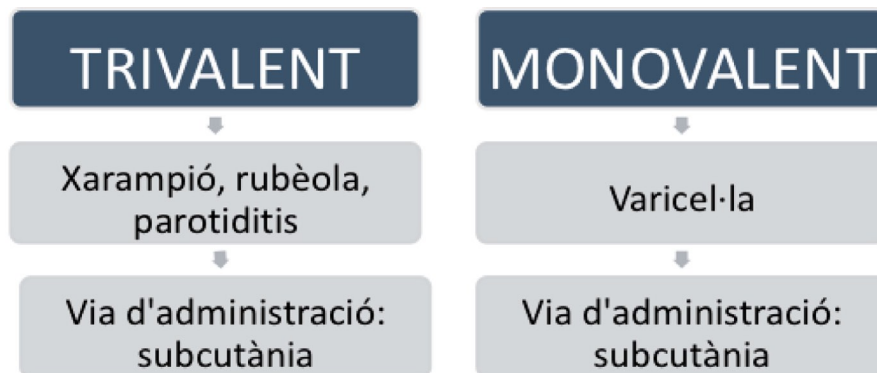 TRIVALENT
Xarampió, rubèola,
parotiditis
Via d'administració:
subcutània
MONOVALENT
Varicel·la
Via d'administració:
subcutània